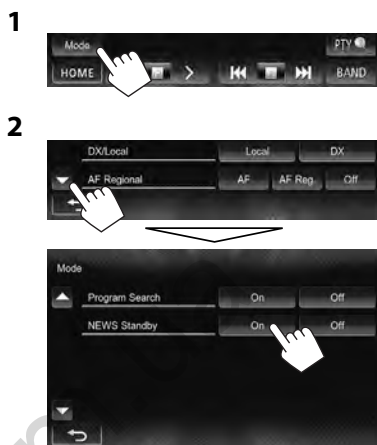 1
Mode
PTY
HOME
P
BAND
2
DX/Local Local DX
AF Regional AF AF Reg. Off
Mode
Program Search On Off
NEWS Standby On Off